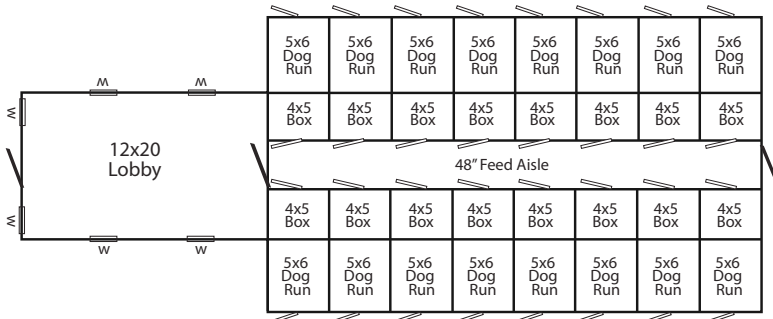 5x6 5x6 5x6 5x6 5x6 5x6 5x6 5x6
Dog Dog Dog Dog Dog Dog Dog Dog
Run Run Run Run Run Run Run Run
W W
4x5 4x5 4x5 4x5 4x5 4x5 4x5 4x5
Box Box Box Box Box Box Box Box
W
12x20
Lobby
48" Feed Aisle
W
4x5 4x5 4x5 4x5 4x5 4x5 4x5 4x5
Box Box Box Box Box Box Box Box
W W
5x6 5x6 5x6 5x6 5x6 5x6 5x6 5x6
Dog Dog Dog Dog Dog Dog Dog Dog
Run Run Run Run Run Run Run Run